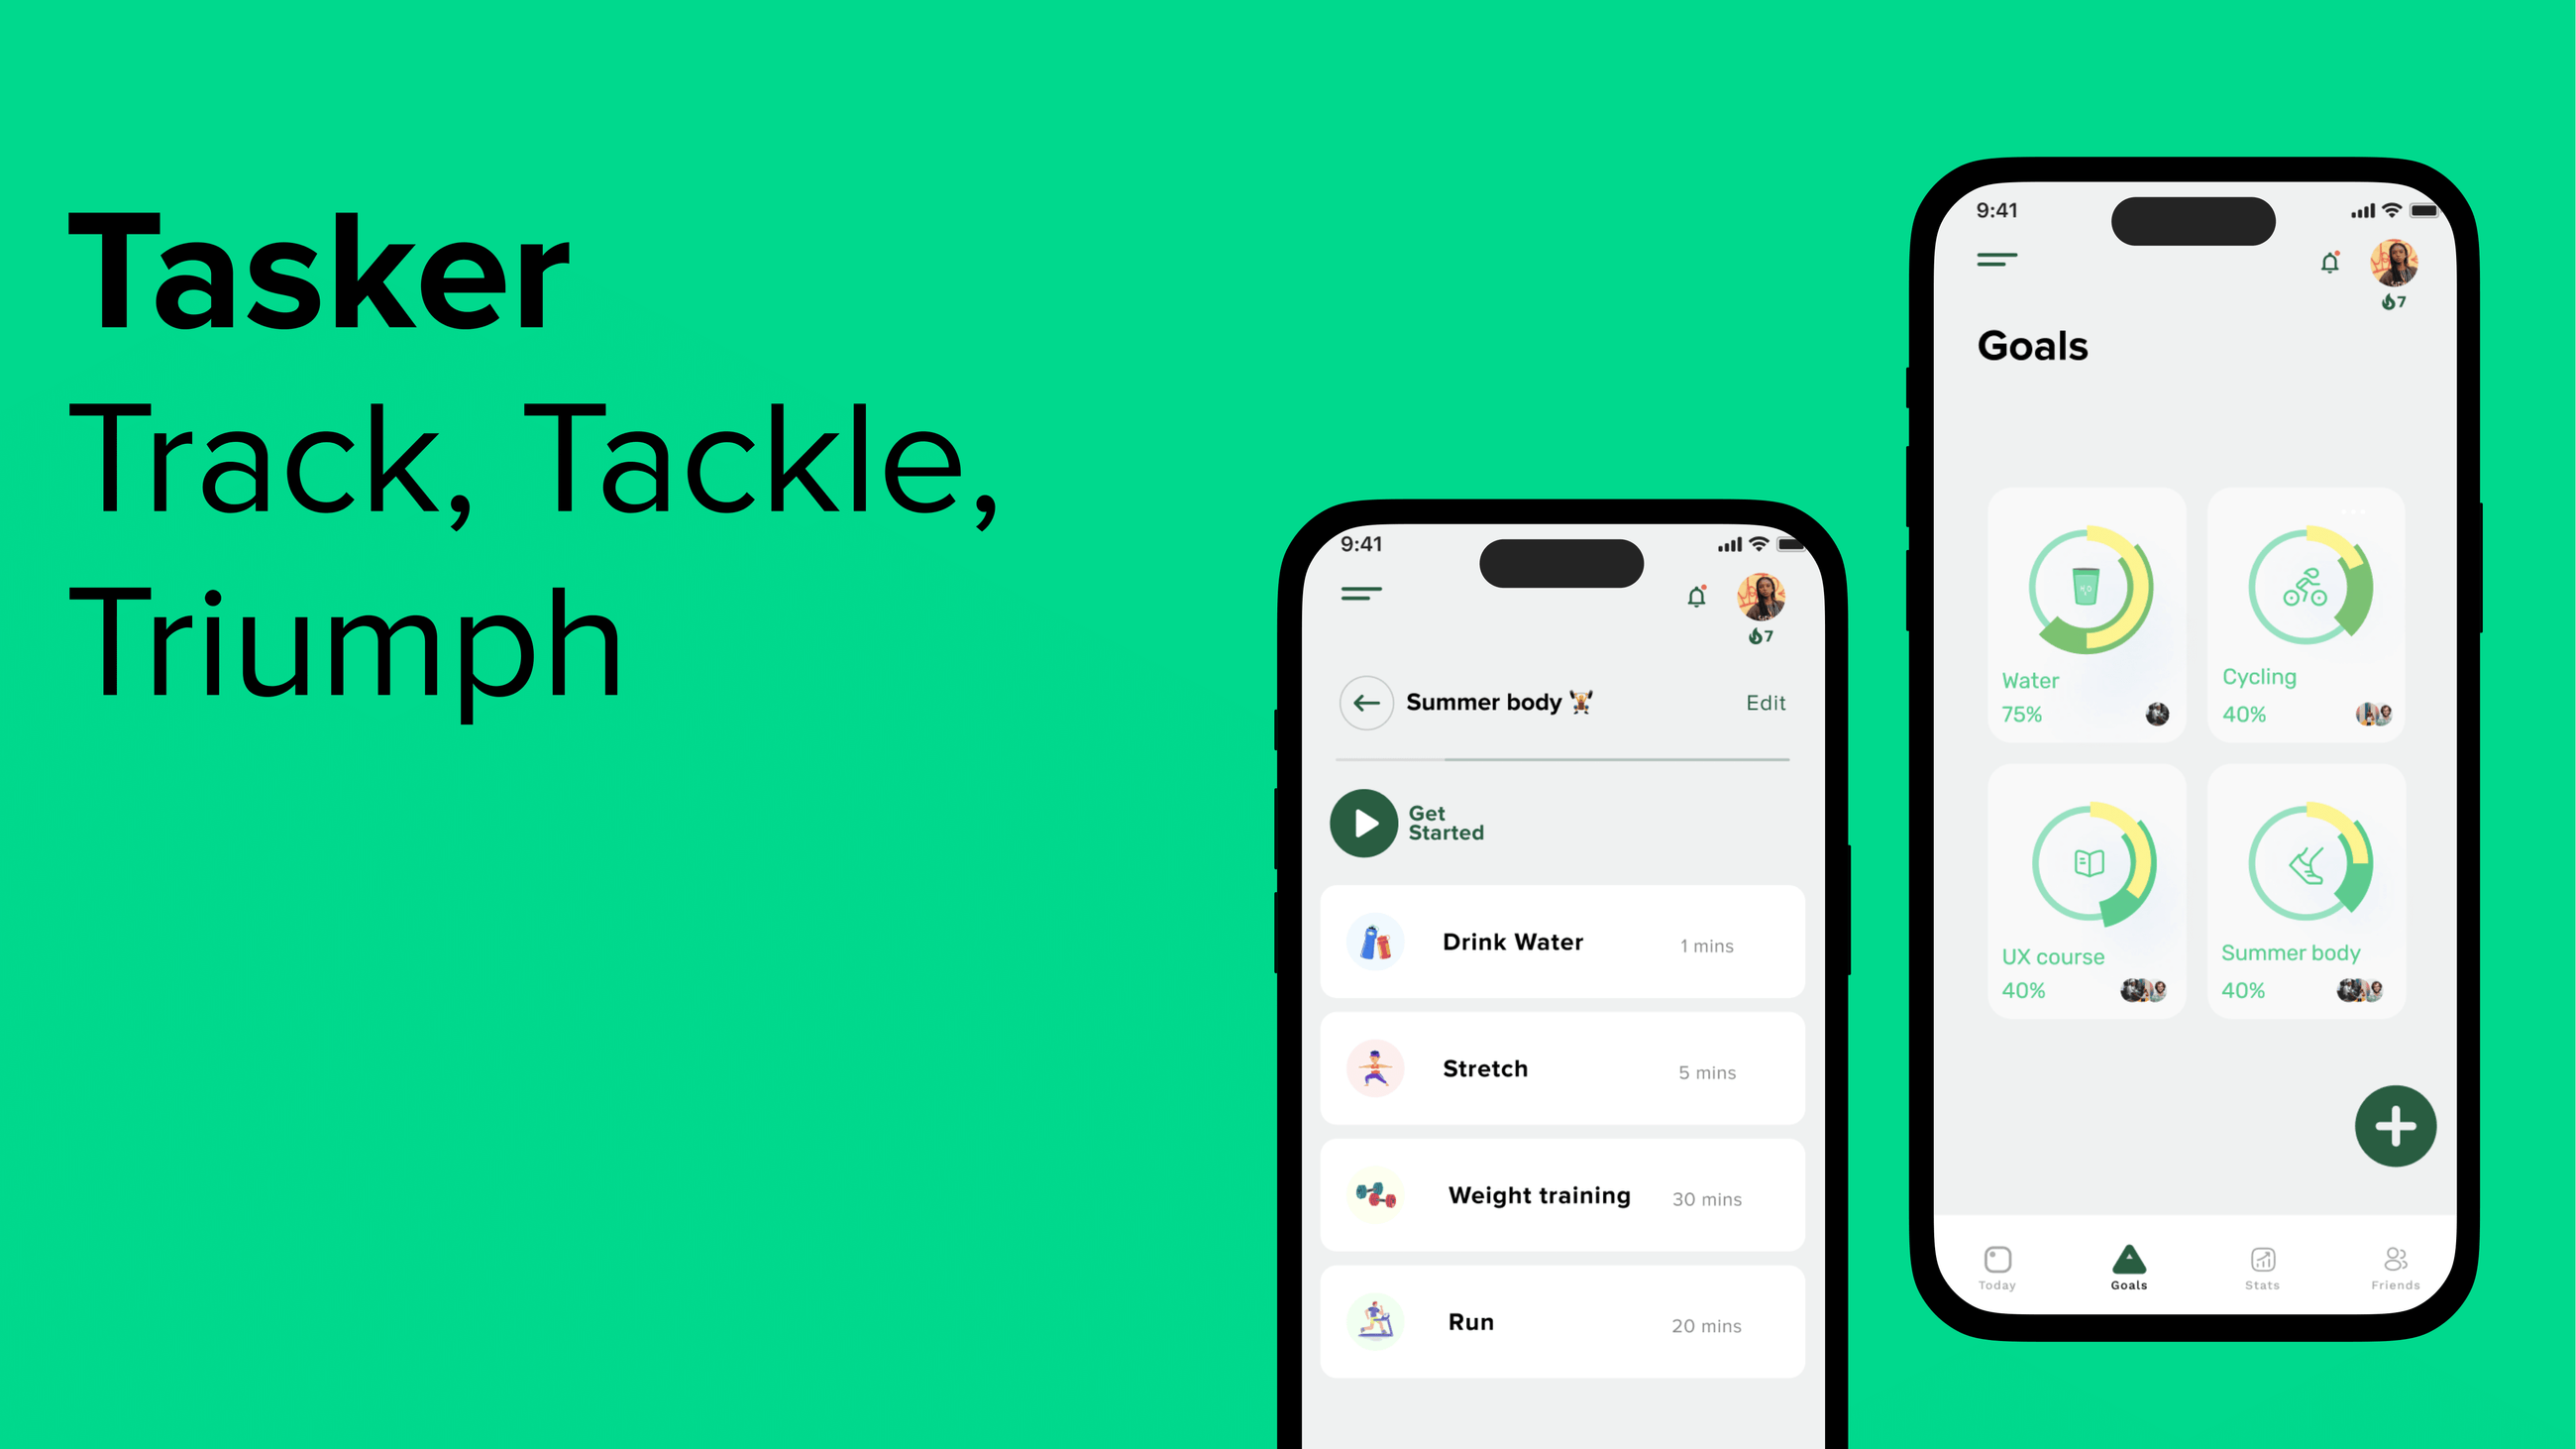 Tasker
Track, Tackle,
Triumph
9:41
7
Summer body
Edit
Get
Started
Drink Water
1 mins
Stretch
5 mins
Weight training
30 mins
Run
20 mins
9:41
7
Goals
Water
75%
Cycling
40%
UX course
40%
Summer body
40%
Today
Goals
Stats
Friends